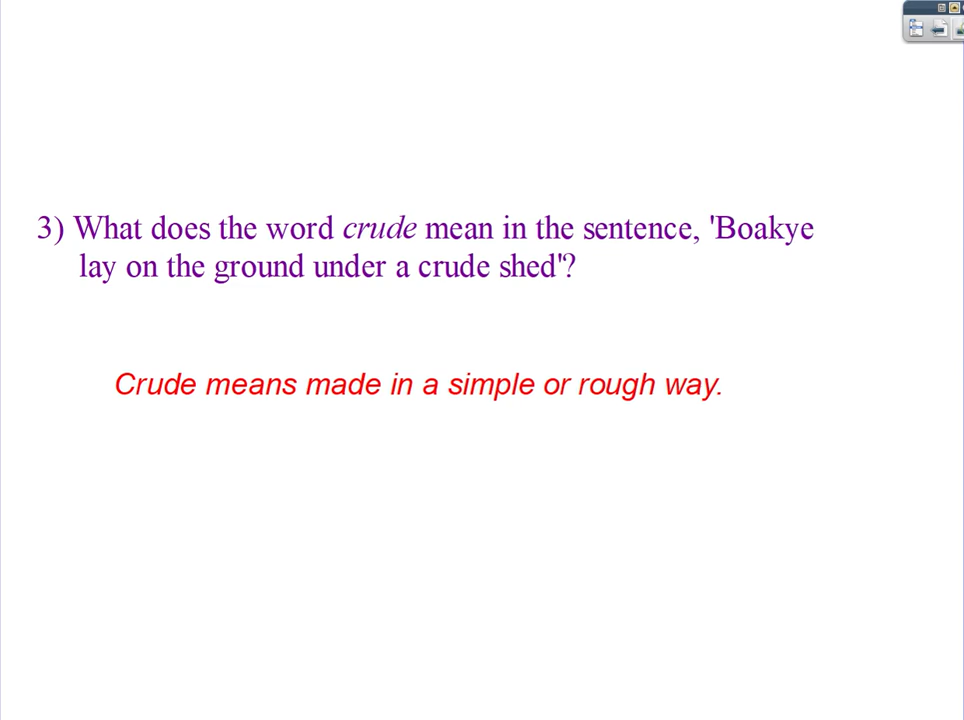 3) What does the word crude mean in the sentence, 'Boakye
lay on the ground under a crude shed'?
Crude means made in a simple or rough way.